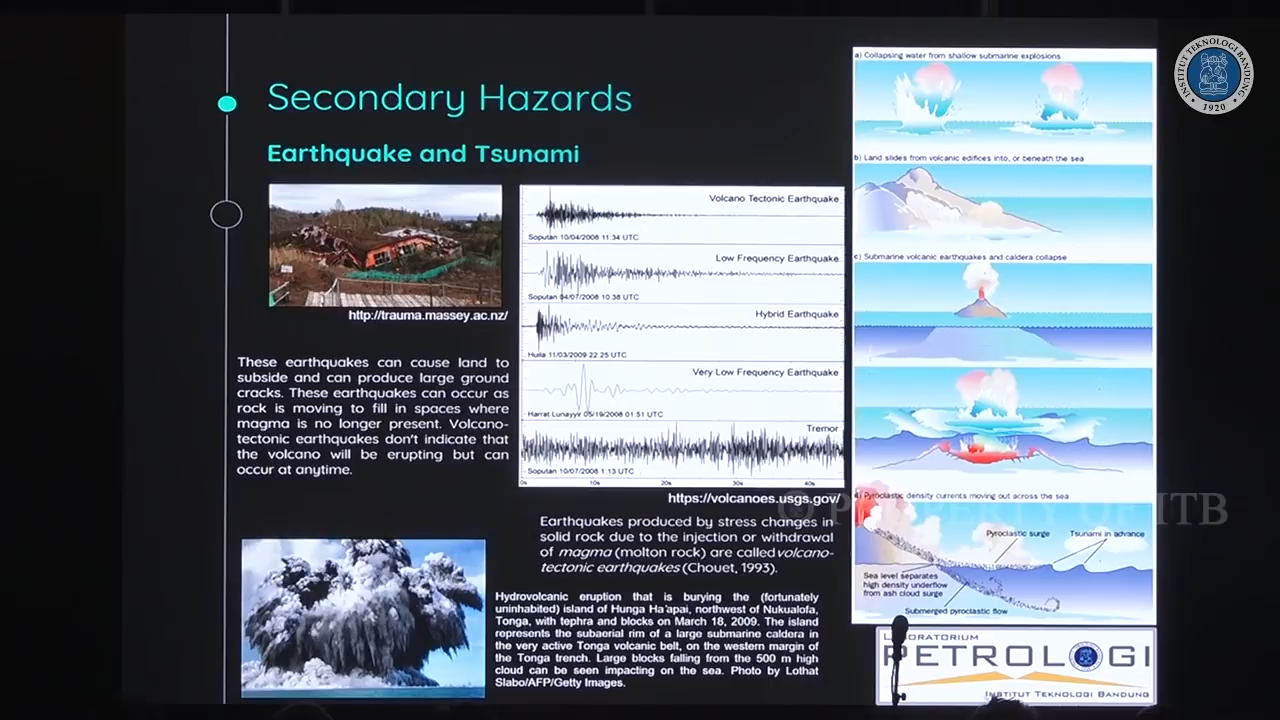 Secondary Hazards
Earthquake and Tsunami
http://trauma.massey.ac.nz/
These earthquakes can cause land to
subside and can produce large ground
cracks. These earthquakes can occur as
rock is moving to fill in spaces where
magma is no longer present. Volcano-
tectonic earthquakes don't indicate that
the volcano will be erupting but can
occur at anytime.
Volcano Tectonic Earthquake
Soputan 10/04/2008 11:34 UTC
Low Frequency Earthquake
Soputan 04/07/2008 10:38 UTC
Hybrid Earthquake
Huila 11/03/2009 22:25 UTC
Very Low Frequency Earthquake
Harrat Lunayyir 05/19/2008 01:51 UTC
Tremor
Soputan 10/07/2008 1:13 UTC
0s 10s 20s 30s 40s
https://volcanoes.usgs.gov/
Earthquakes produced by stress changes in
solid rock due to the injection or withdrawal
of magma (molton rock) are called volcano-
tectonic earthquakes (Chouet, 1993).
Hydrovolcanic eruption that is burying the (fortunately
uninhabited) island of Hunga Ha'apai, northwest of Nukualofa,
Tonga, with tephra and blocks on March 18, 2009. The island
represents the subaerial rim of a large submarine caldera in
the very active Tonga volcanic belt, on the western margin of
the Tonga trench. Large blocks falling from the 500 m high
cloud can be seen impacting on the sea. Photo by Lothat
Slabo/AFP/Getty Images.
a) Collapsing water from shallow submarine explosions
b) Land slides from volcanic edifices into, or beneath the sea
c) Submarine volcanic earthquakes and caldera collapse
d) Pyroclastic density currents moving out across the sea
Pyroclastic surge
Tsunami in advance
Sea level separates
high density underflow
from ash cloud surge
Submerged pyroclastic flow
© PROPERTY OF ITB
LABORATORIUM
PETROLOGI
INSTITUT TEKNOLOGI BANDUNG
INSTITUT TEKNOLOGI BANDUNG
1920